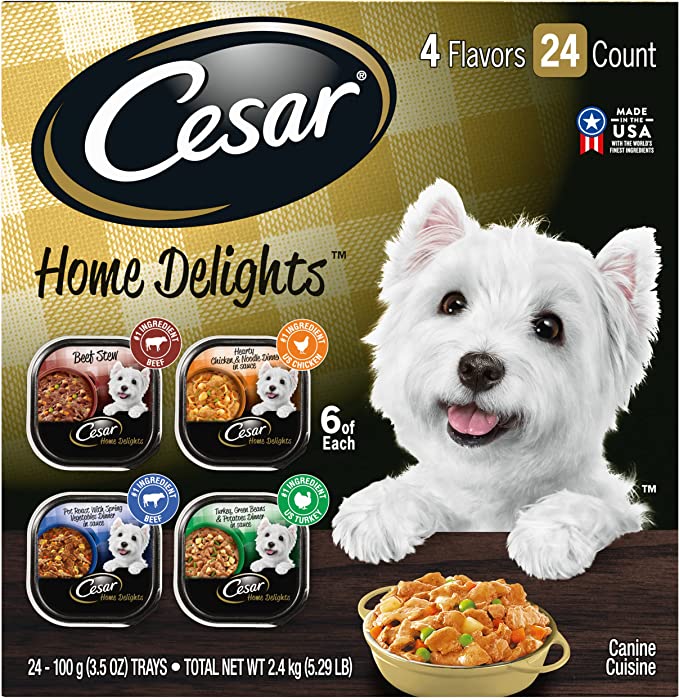 4 Flavors 24 Count
Cesar®
MADE
IN THE
USA
WITH THE WORLD'S
FINEST INGREDIENTS
Home Delights™
Beef Stew
#1 INGREDIENT
BEEF
Cesar
Home Delights
Hearty
Chicken & Noodle Dinner
in sauce
#1 INGREDIENT
US CHICKEN
Cesar
Home Delights
6 of
Each
Pot Roast With Spring
Vegetables Dinner
in sauce
#1 INGREDIENT
BEEF
Cesar
Home Delights
Turkey, Green Beans
& Potatoes Dinner
in sauce
#1 INGREDIENT
US TURKEY
Cesar
Home Delights
TM
24 - 100 g (3.5 OZ) TRAYS • TOTAL NET WT 2.4 kg (5.29 LB)
Canine
Cuisine